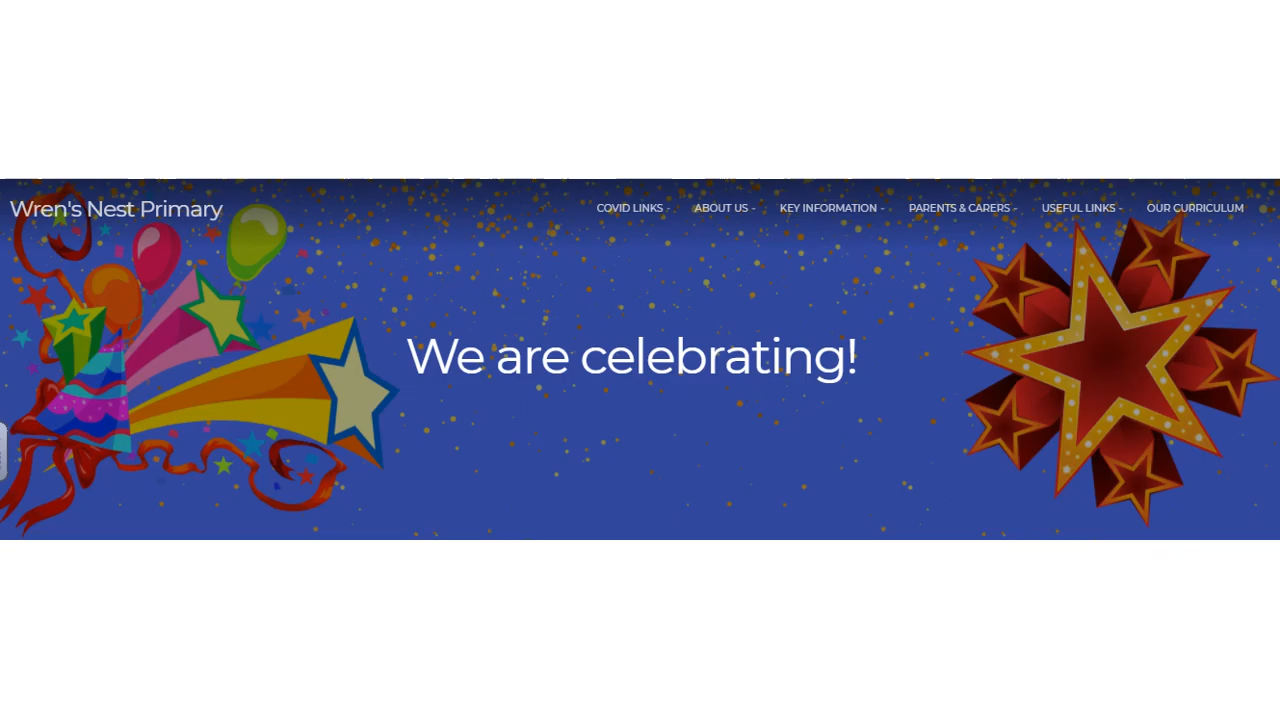 Wren's Nest Primary
COVID LINKS
ABOUT US
KEY INFORMATION
PARENTS & CARERS
USEFUL LINKS
OUR CURRICULUM
We are celebrating!